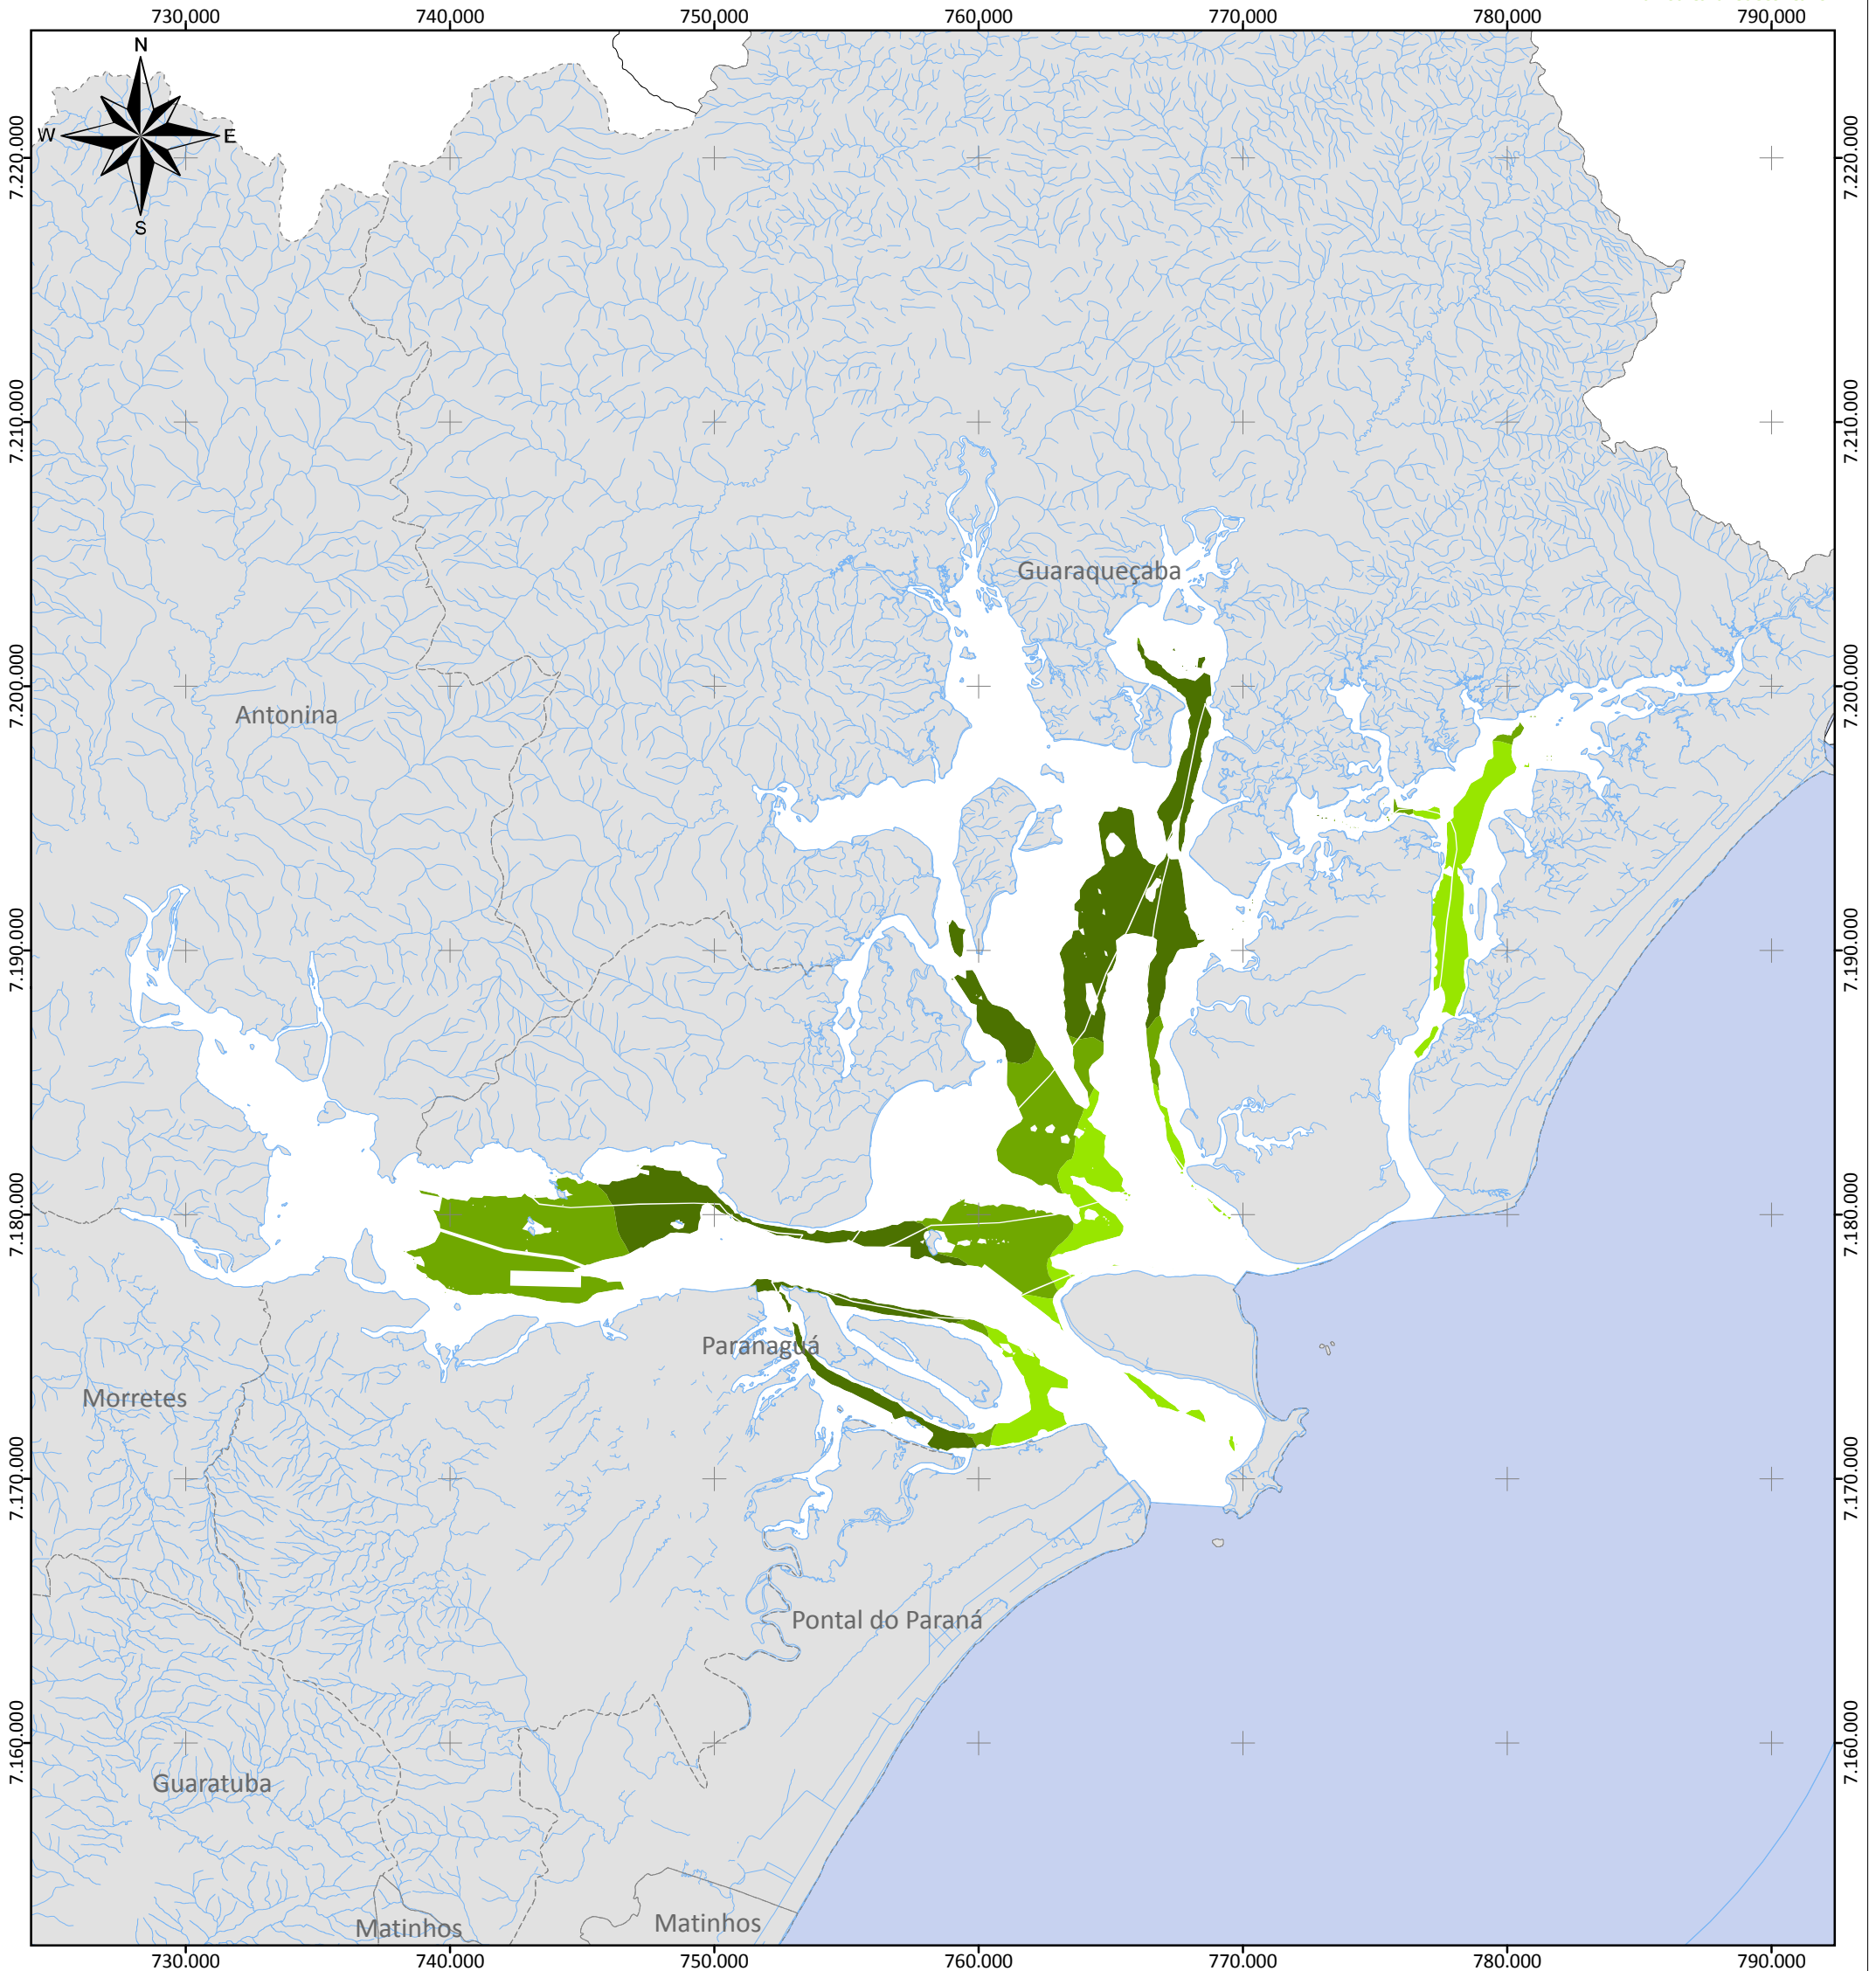 730.000 740.000 750.000 760.000 770.000 780.000 790.000
N
W E
S
7.220.000 7.220.000
7.210.000 7.210.000
Guaraqueçaba
7.200.000 7.200.000
Antonina
7.190.000 7.190.000
7.180.000 7.180.000
Paranaguá
Morretes
7.170.000 7.170.000
Pontal do Paraná
7.160.000 7.160.000
Guaratuba
Matinhos
Matinhos
730.000 740.000 750.000 760.000 770.000 780.000 790.000